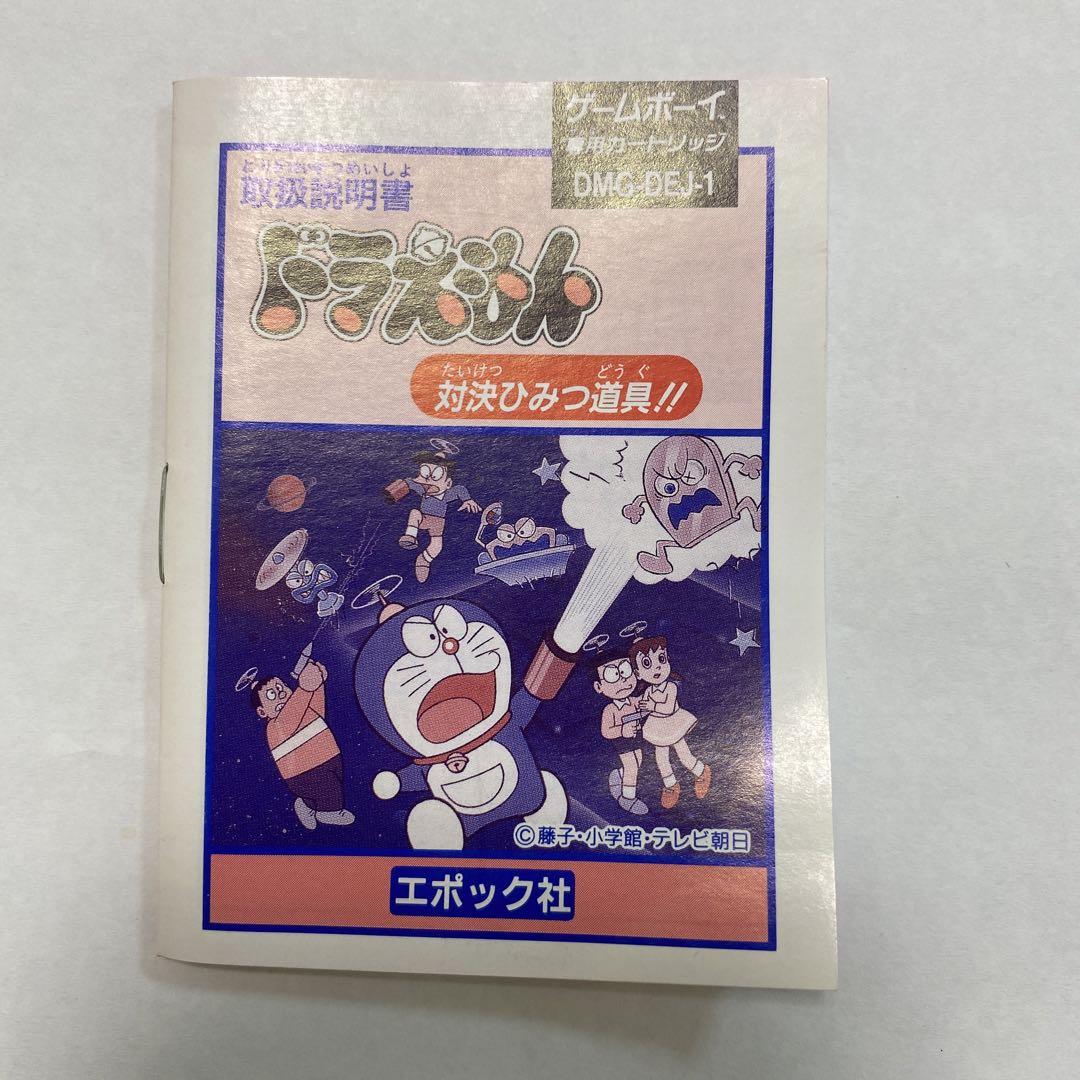 ゲームボーイ
専用カートリッジ
DMG-DEJ-1
とりあつかいせつめいしょ
取扱説明書
ドラえもん
たいけつ どうぐ
対決ひみつ道具!!
©藤子・小学館・テレビ朝日
エポック社